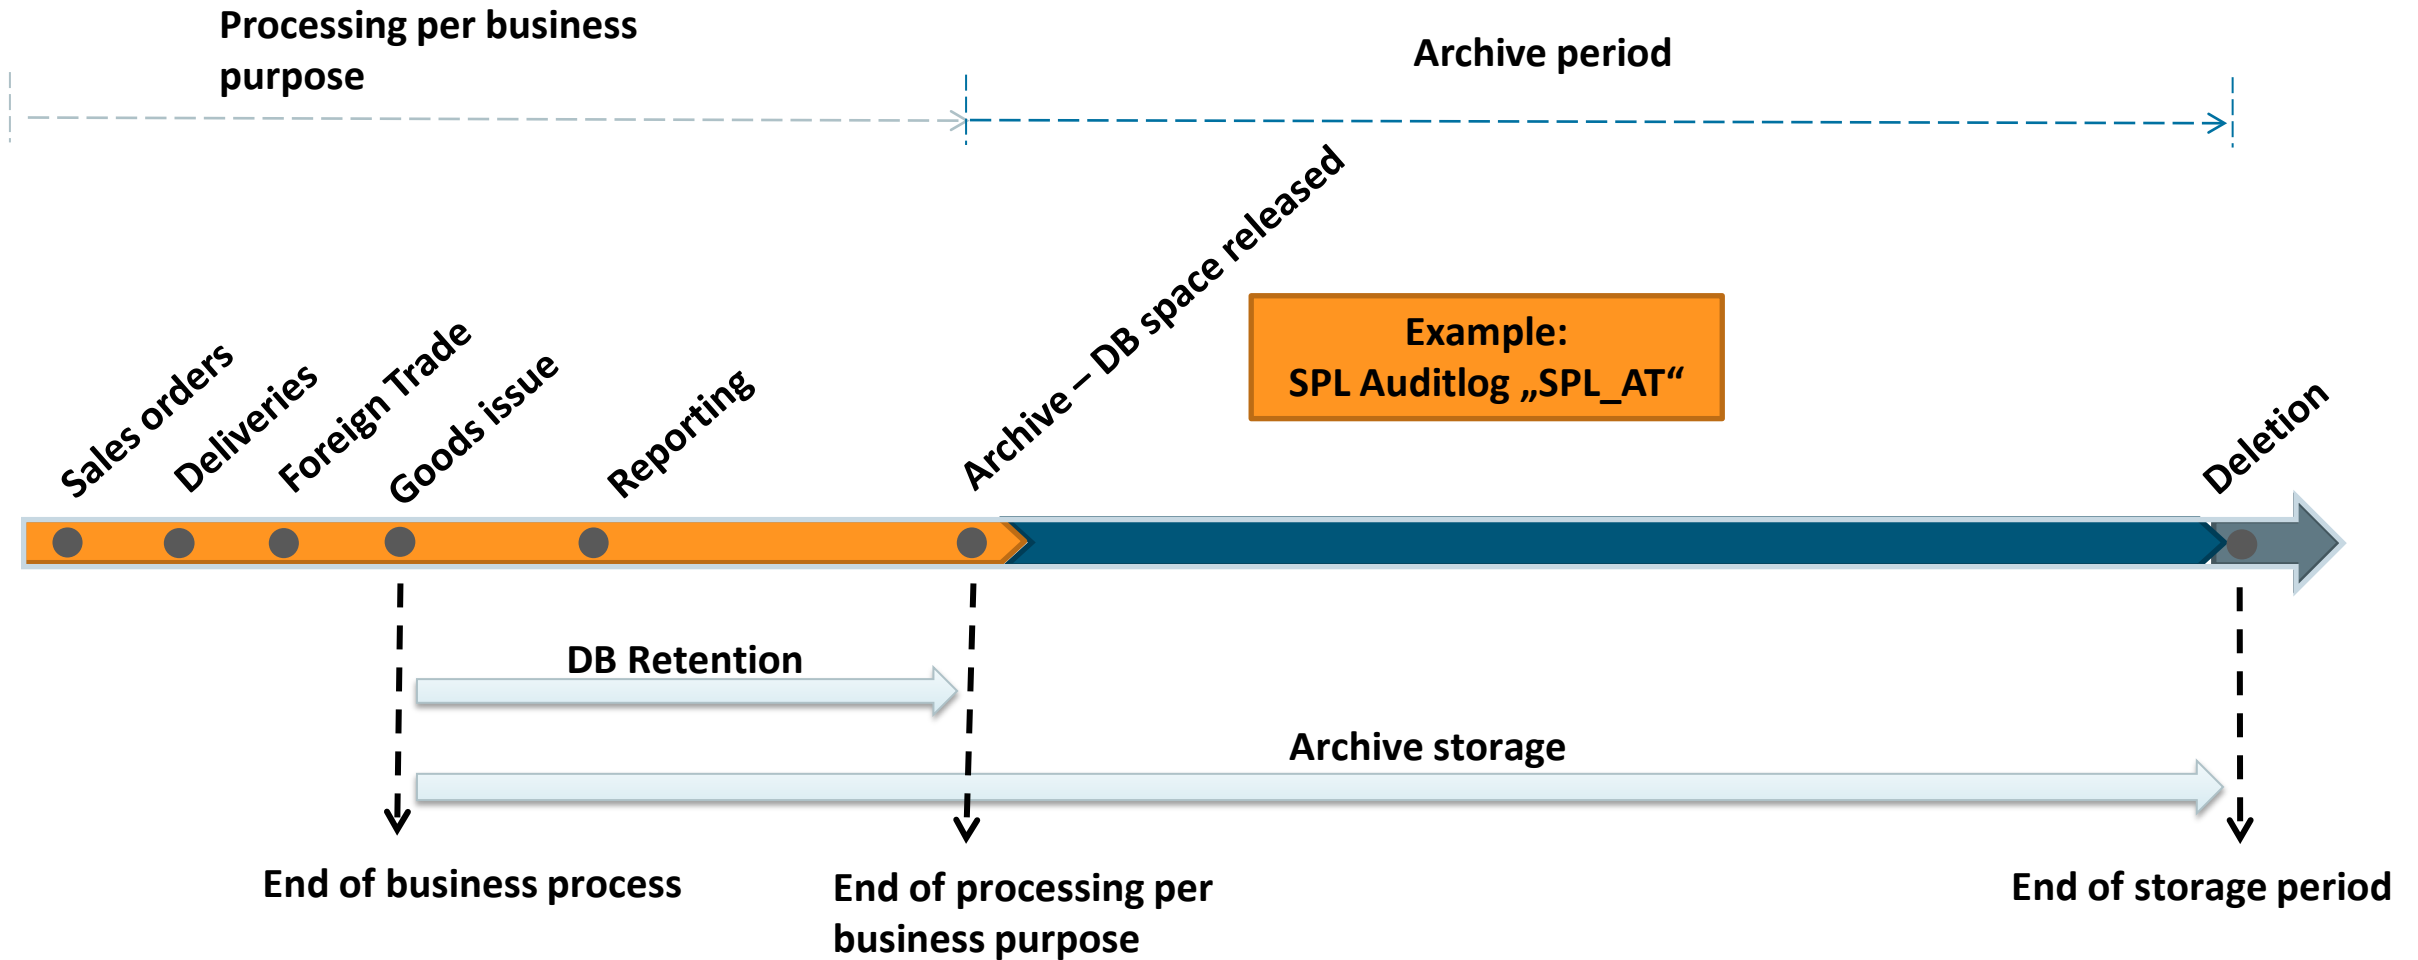 Processing per business
purpose
Archive period
Sales orders
Deliveries
Foreign Trade
Goods issue
Reporting
Archive – DB space released
Example:
SPL Auditlog „SPL_AT“
Deletion
DB Retention
Archive storage
End of business process
End of processing per
business purpose
End of storage period